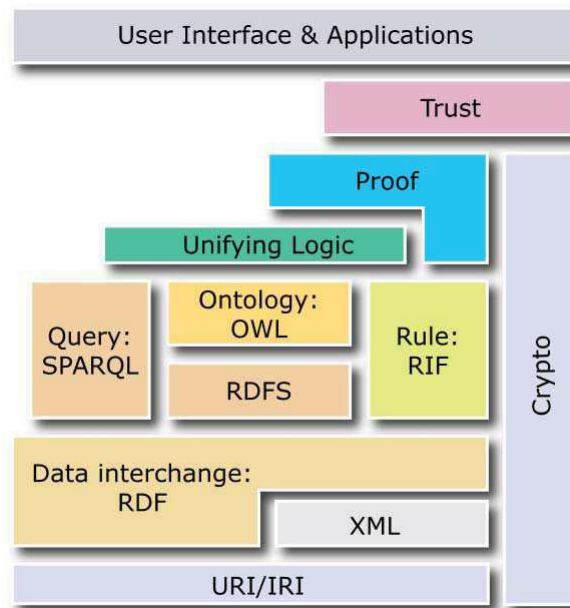 User Interface & Applications
Trust
Proof
Unifying Logic
Query:
SPARQL
Ontology:
OWL
RDFS
Rule:
RIF
Crypto
Data interchange:
RDF
XML
URI/IRI